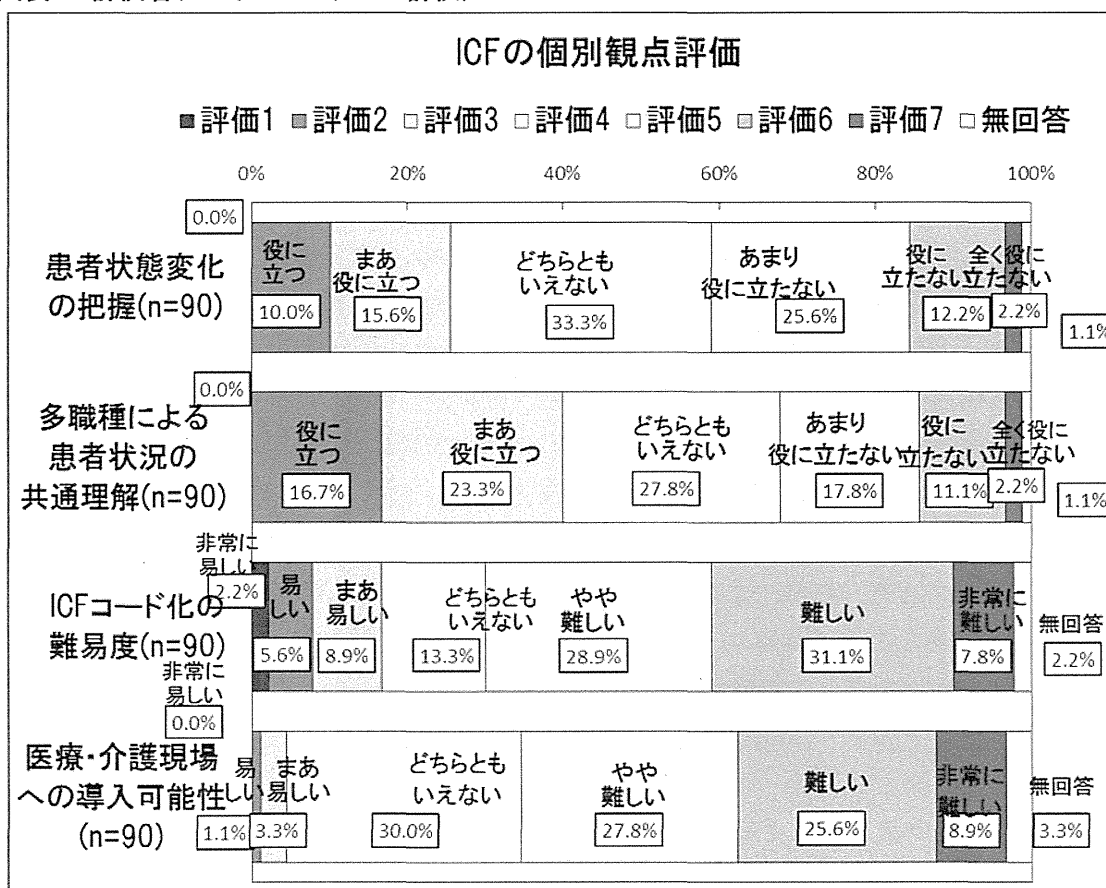 ICFの個別観点評価
■評価1 ■評価2 □評価3 □評価4 □評価5 □評価6 ■評価7 □無回答
0% 20% 40% 60% 80% 100%
0.0%
患者状態変化
の把握(n=90)
役に
立つ
10.0%
まあ
役に立つ
15.6%
どちらとも
いえない
33.3%
あまり
役に立たない
25.6%
役に
立たない
12.2%
全く役に
立たない
2.2%
1.1%
0.0%
多職種による
患者状況の
共通理解(n=90)
役に
立つ
16.7%
まあ
役に立つ
23.3%
どちらとも
いえない
27.8%
あまり
役に立たない
17.8%
役に
立たない
11.1%
全く役に
立たない
2.2%
1.1%
非常に
易しい
2.2%
ICFコード化の
難易度(n=90)
易
しい
5.6%
まあ
易しい
8.9%
どちらとも
いえない
13.3%
やや
難しい
28.9%
難しい
31.1%
非常に
難しい
7.8%
無回答
2.2%
非常に
易しい
0.0%
医療・介護現場
への導入可能性
(n=90)
易
しい
1.1%
まあ
易しい
3.3%
どちらとも
いえない
30.0%
やや
難しい
27.8%
難しい
25.6%
非常に
難しい
8.9%
無回答
3.3%